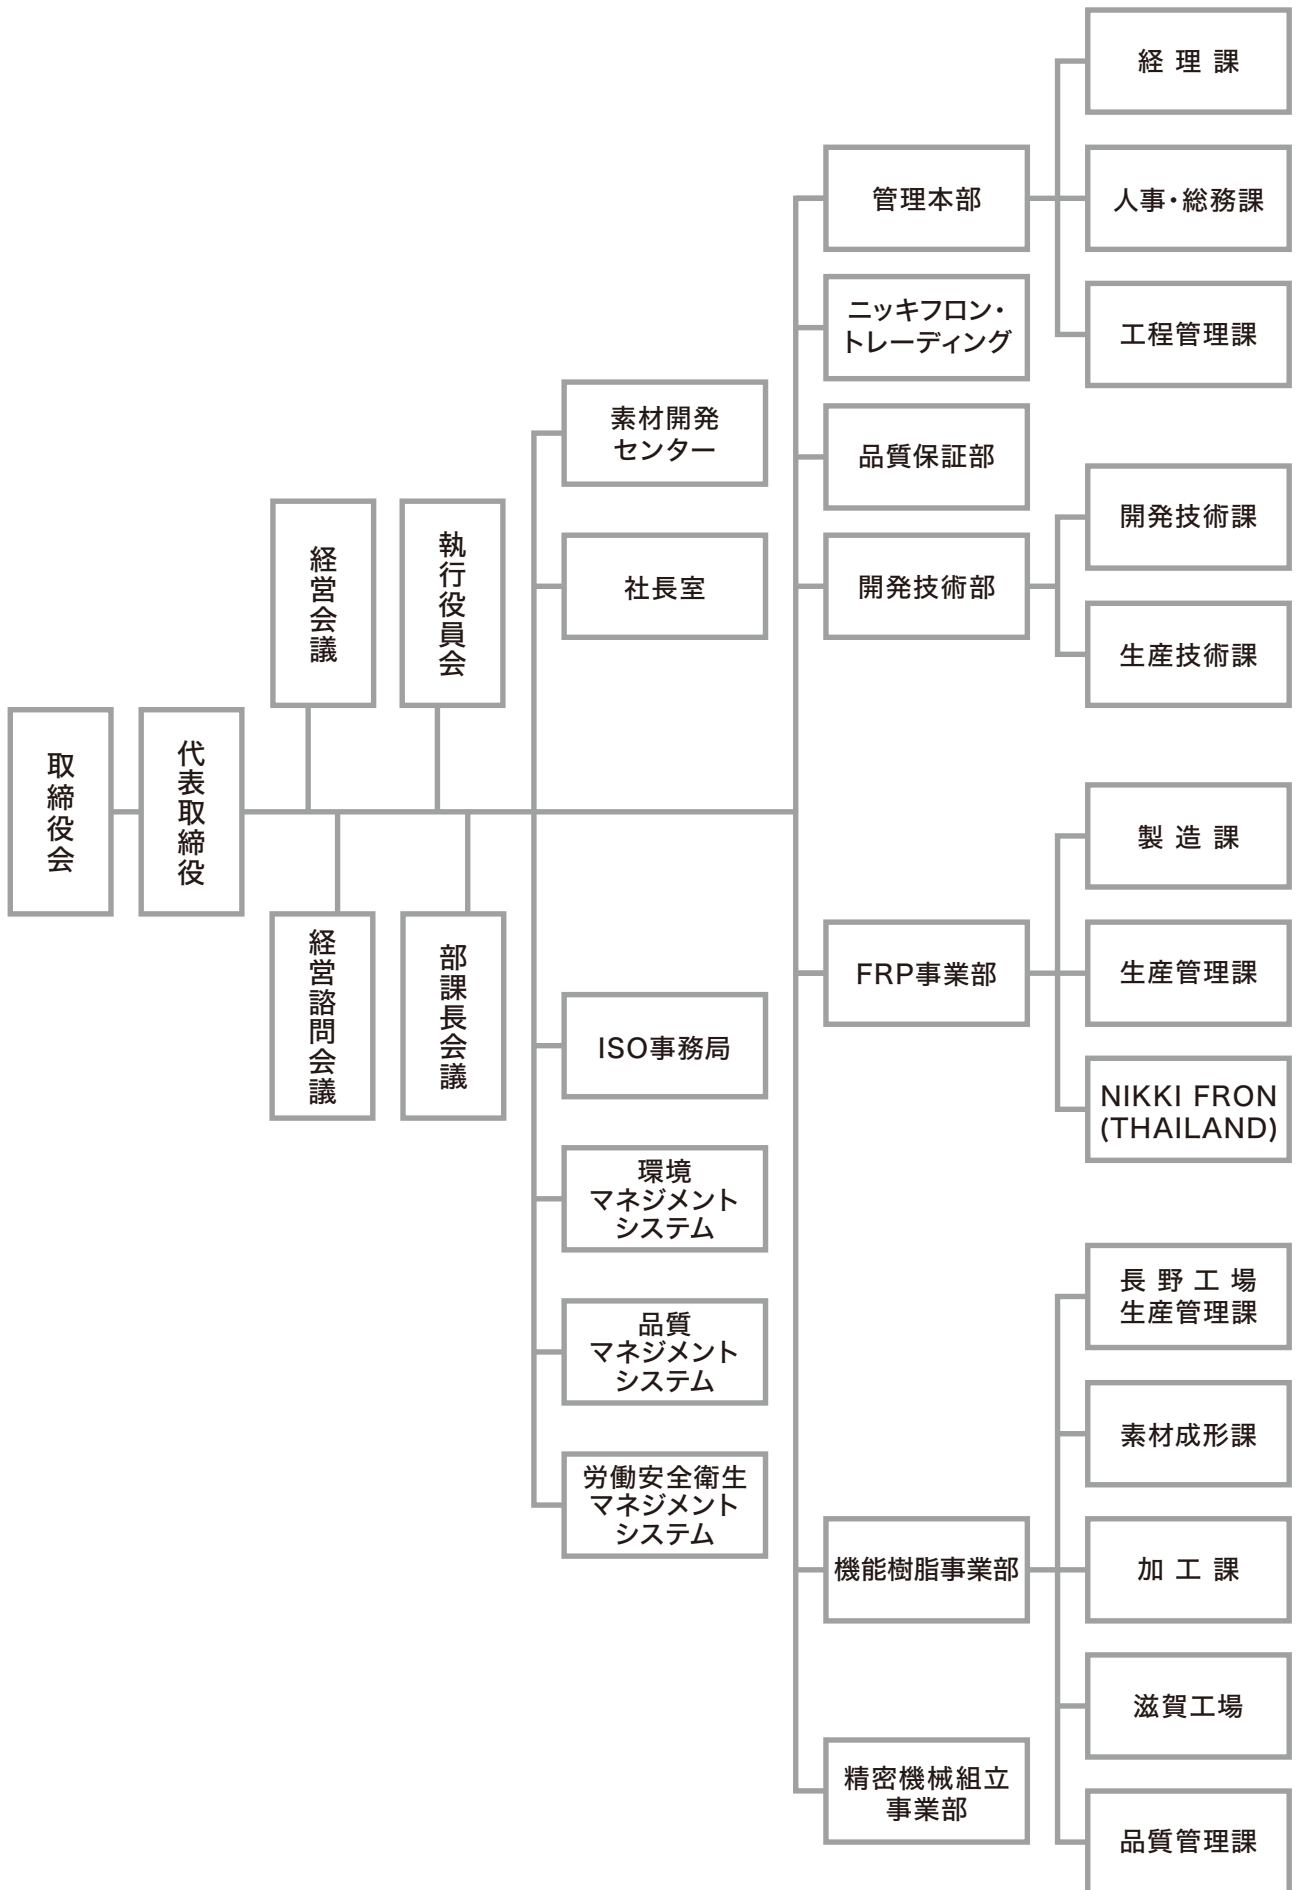 取締役会
代表取締役
経営会議
執行役員会
経営諮問会議
部課長会議
素材開発
センター
社長室
ISO事務局
環境
マネジメント
システム
品質
マネジメント
システム
労働安全衛生
マネジメント
システム
管理本部
経 理 課
人事・総務課
工程管理課
ニッキフロン・
トレーディング
品質保証部
開発技術部
開発技術課
生産技術課
FRP事業部
製 造 課
生産管理課
NIKKI FRON
(THAILAND)
機能樹脂事業部
長 野 工 場
生産管理課
素材成形課
加 工 課
滋賀工場
品質管理課
精密機械組立
事業部